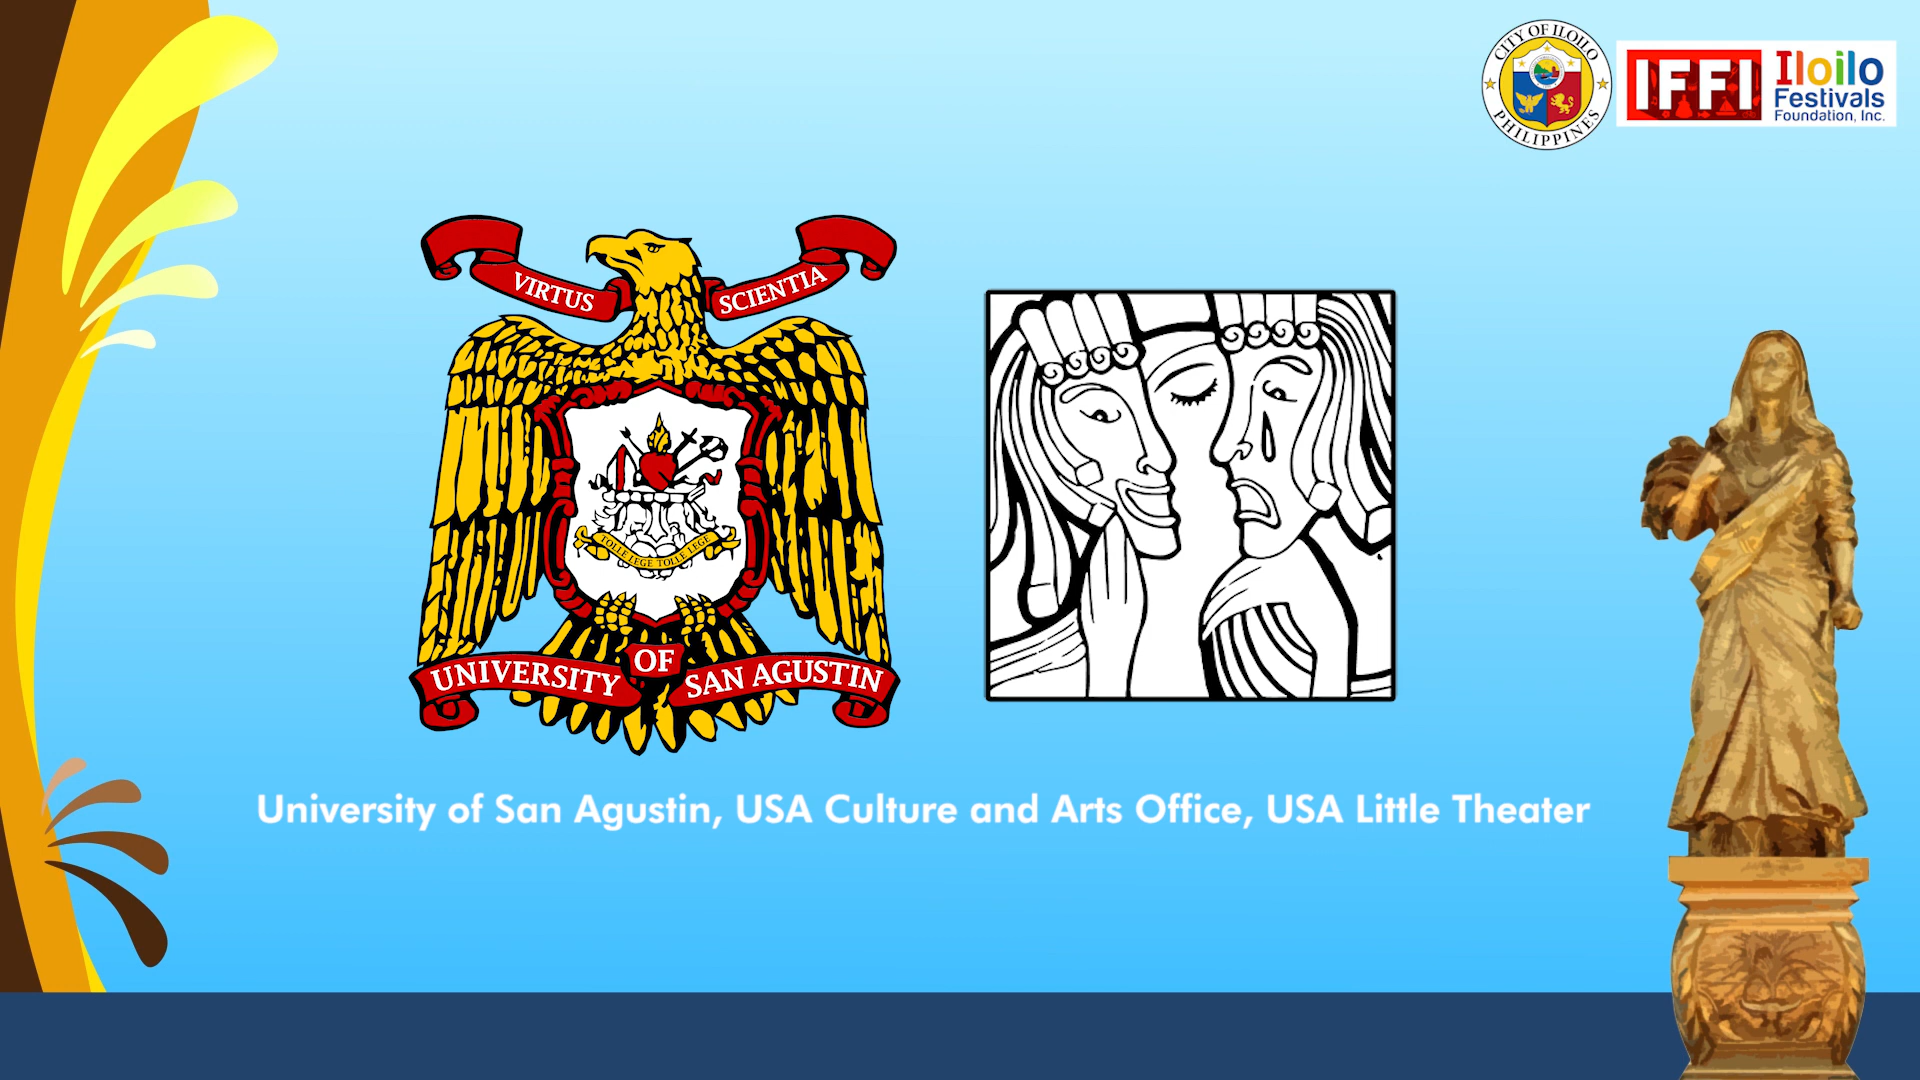 CITY OF ILOILO
PHILIPPINES
IFFI
Iloilo
Festivals
Foundation, Inc.
VIRTUS
SCIENTIA
TOLLE LEGE TOLLE LEGE
UNIVERSITY OF SAN AGUSTIN
University of San Agustin, USA Culture and Arts Office, USA Little Theater